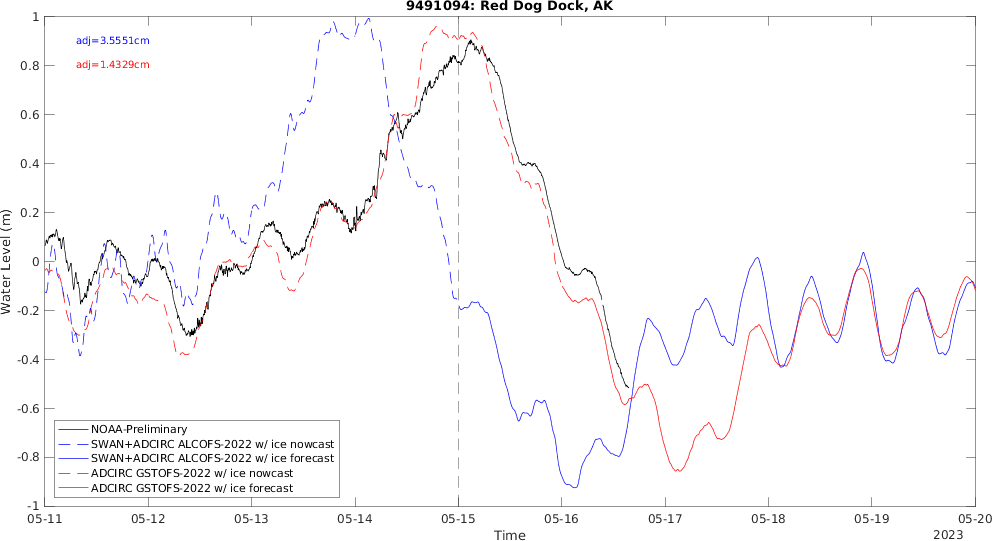 9491094: Red Dog Dock, AK
adj=3.5551cm
adj=1.4329cm
Water Level (m)
1
0.8
0.6
0.4
0.2
0
-0.2
-0.4
-0.6
-0.8
-1
NOAA-Preliminary
SWAN+ADCIRC ALCOFS-2022 w/ ice nowcast
SWAN+ADCIRC ALCOFS-2022 w/ ice forecast
ADCIRC GSTOFS-2022 w/ ice nowcast
ADCIRC GSTOFS-2022 w/ ice forecast
05-11 05-12 05-13 05-14 05-15 05-16 05-17 05-18 05-19 05-20
Time
2023